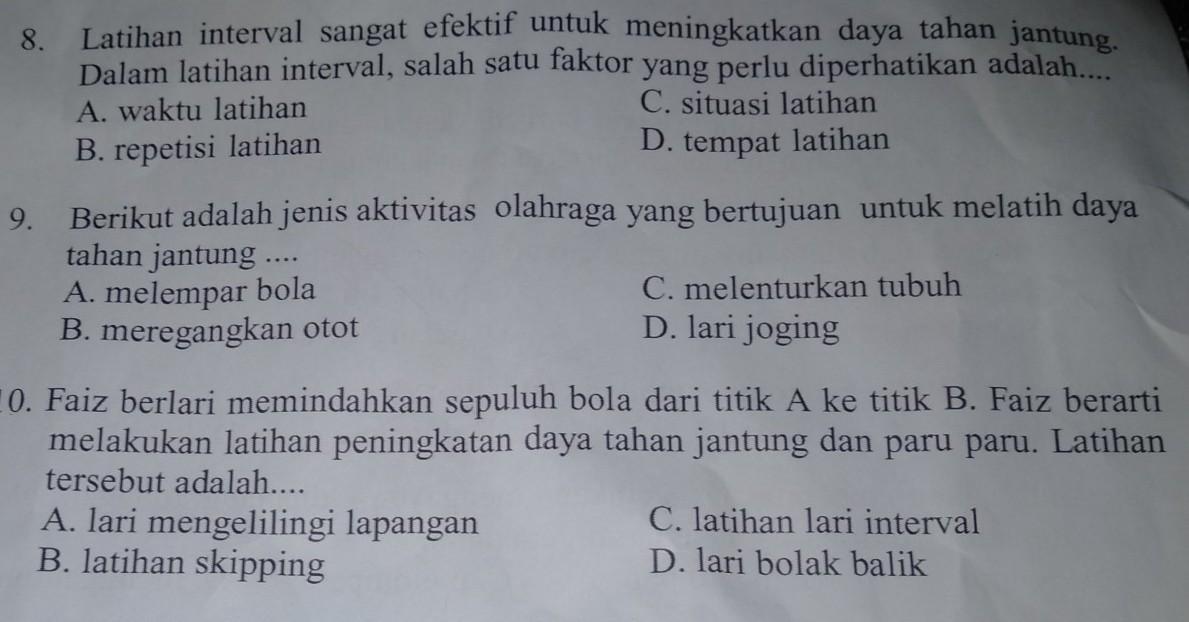 8. Latihan interval sangat efektif untuk meningkatkan daya tahan jantung.
Dalam latihan interval, salah satu faktor yang perlu diperhatikan adalah....
A. waktu latihan C. situasi latihan
B. repetisi latihan D. tempat latihan
9. Berikut adalah jenis aktivitas olahraga yang bertujuan untuk melatih daya
tahan jantung ....
A. melempar bola C. melenturkan tubuh
B. meregangkan otot D. lari joging
10. Faiz berlari memindahkan sepuluh bola dari titik A ke titik B. Faiz berarti
melakukan latihan peningkatan daya tahan jantung dan paru paru. Latihan
tersebut adalah....
A. lari mengelilingi lapangan C. latihan lari interval
B. latihan skipping D. lari bolak balik